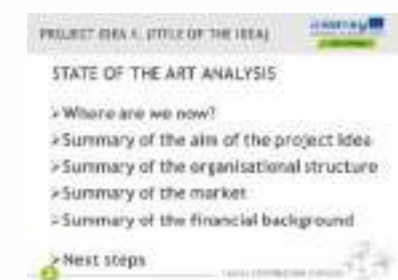 PROJECT IDEA 1. (TITLE OF THE IDEA)
STATE OF THE ART ANALYSIS
Where are we now?
Summary of the aim of the project idea
Summary of the organisational structure
Summary of the market
Summary of the financial background
Next steps